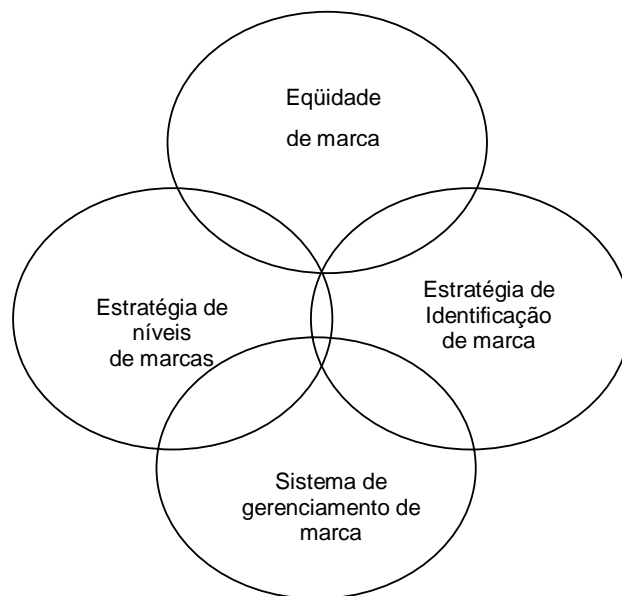 Eqüidade
de marca
Estratégia de
níveis
de marcas
Estratégia de
Identificação
de marca
Sistema de
gerenciamento de
marca